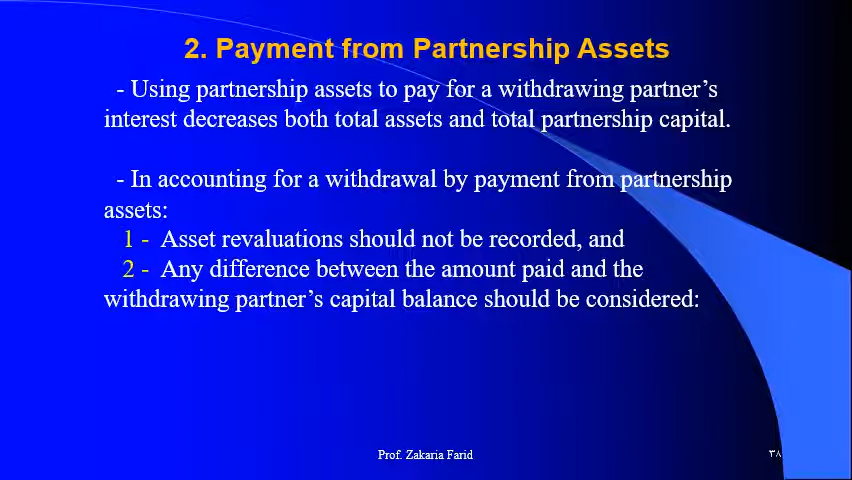 2. Payment from Partnership Assets
- Using partnership assets to pay for a withdrawing partner’s
interest decreases both total assets and total partnership capital.
- In accounting for a withdrawal by payment from partnership
assets:
1 - Asset revaluations should not be recorded, and
2 - Any difference between the amount paid and the
withdrawing partner’s capital balance should be considered:
Prof. Zakaria Farid
٣٨